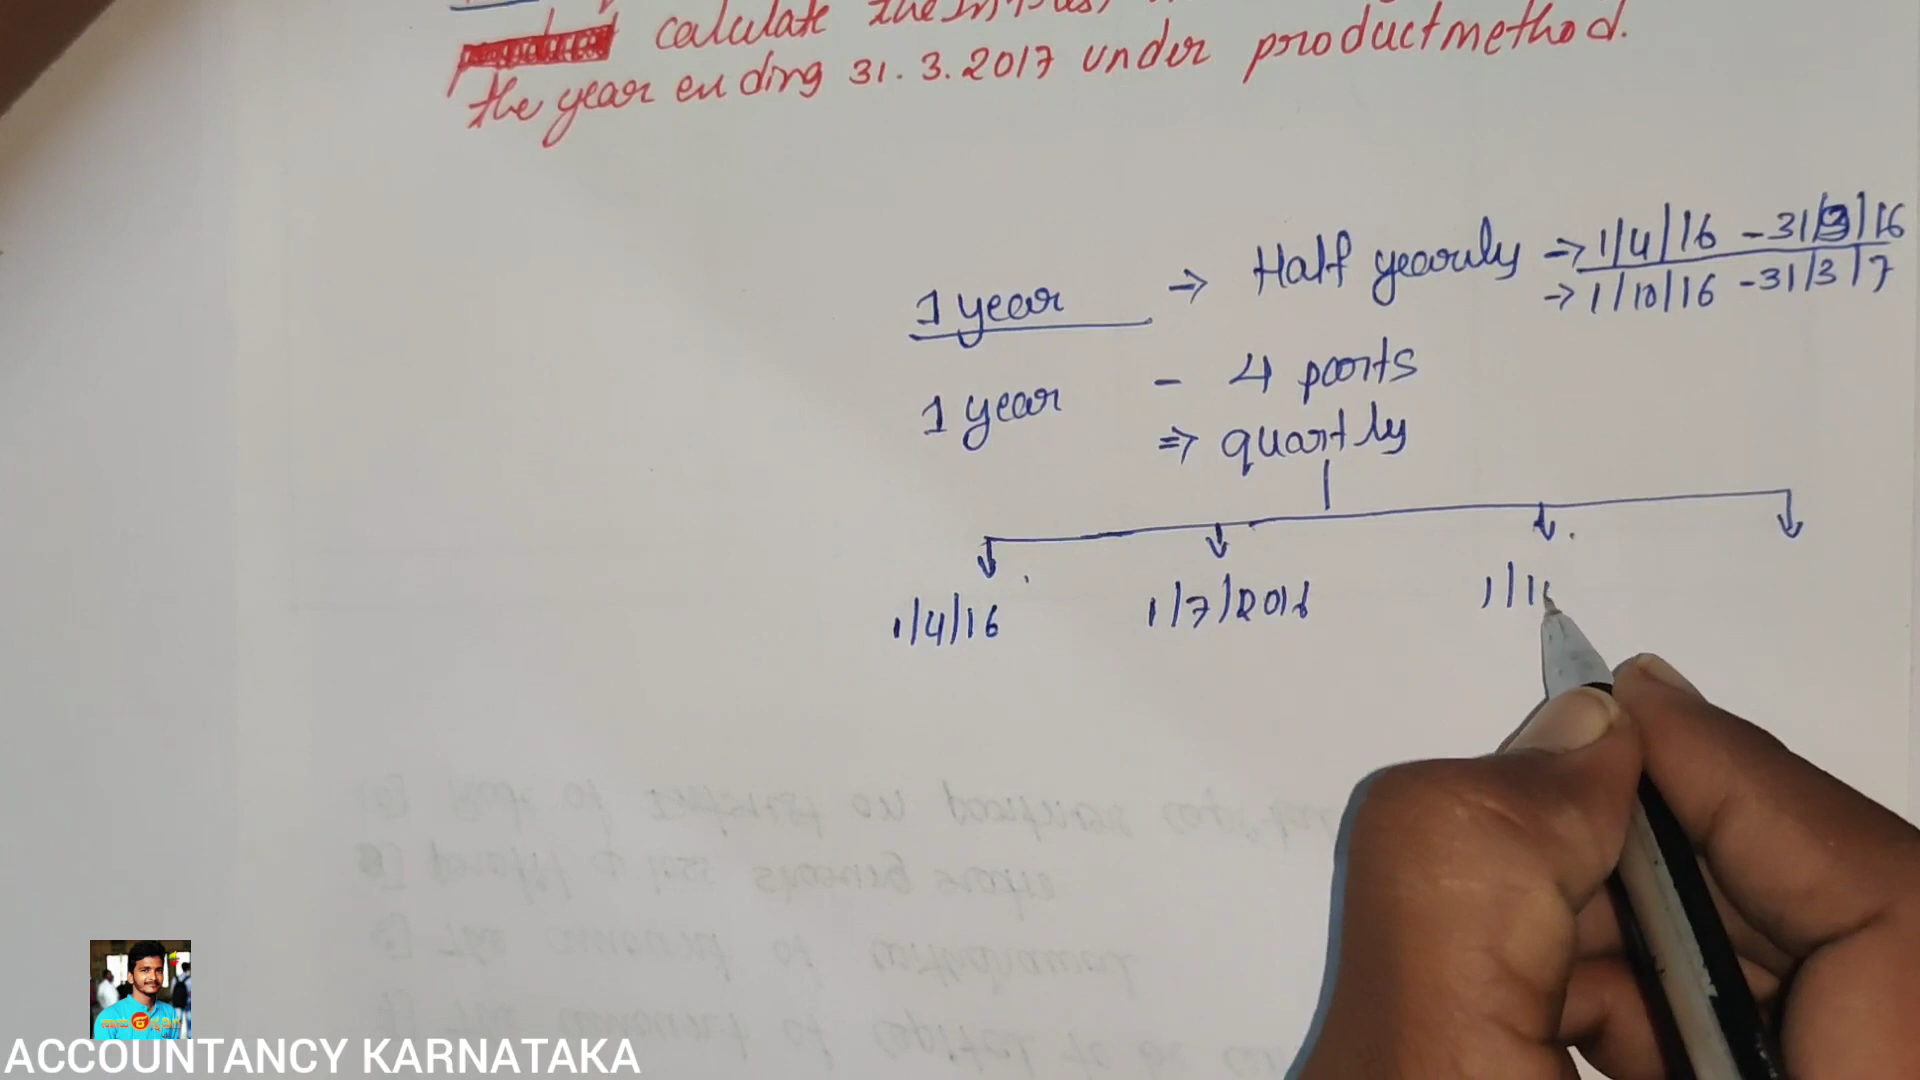 calculate the
the year ending 31.3.2017 under product method.
1 year → Half yearly ⇒ 1/4/16 - 31/3/16
→ 1/10/16 - 31/3/7
1 year - 4 parts
⇒ quartly
1/4/16 1/7/2016 1/1
ACCOUNTANCY KARNATAKA